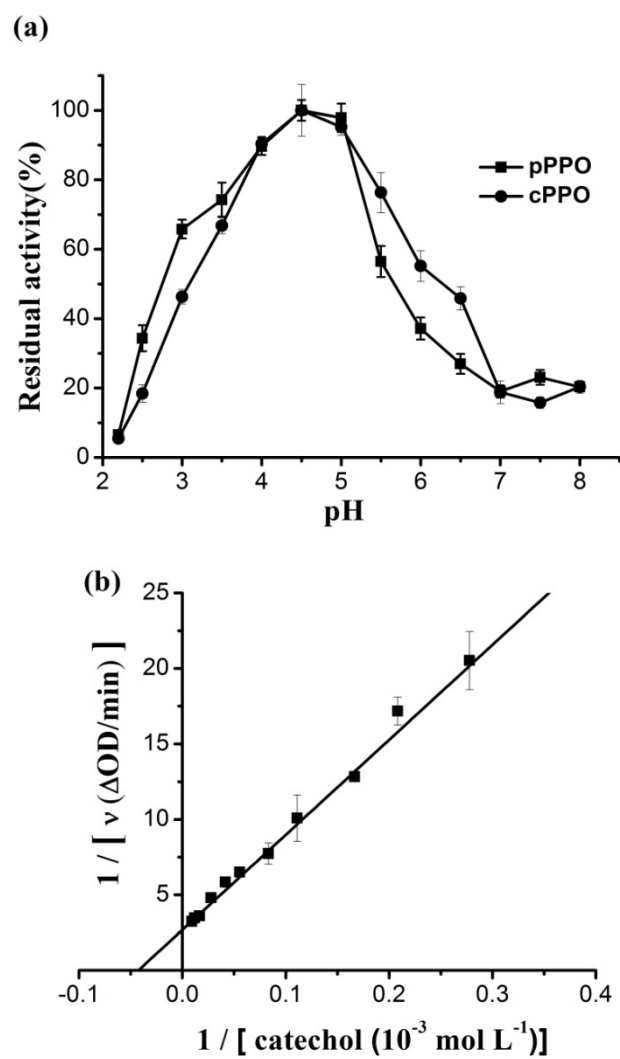 (a)
Residual activity(%)
100
80
60
40
20
0
pPPO
cPPO
2 3 4 5 6 7 8
pH
(b)
1 / [ ν (ΔOD/min) ]
25
20
15
10
5
-0.1 0.0 0.1 0.2 0.3 0.4
1 / [ catechol (10⁻³ mol L⁻¹)]